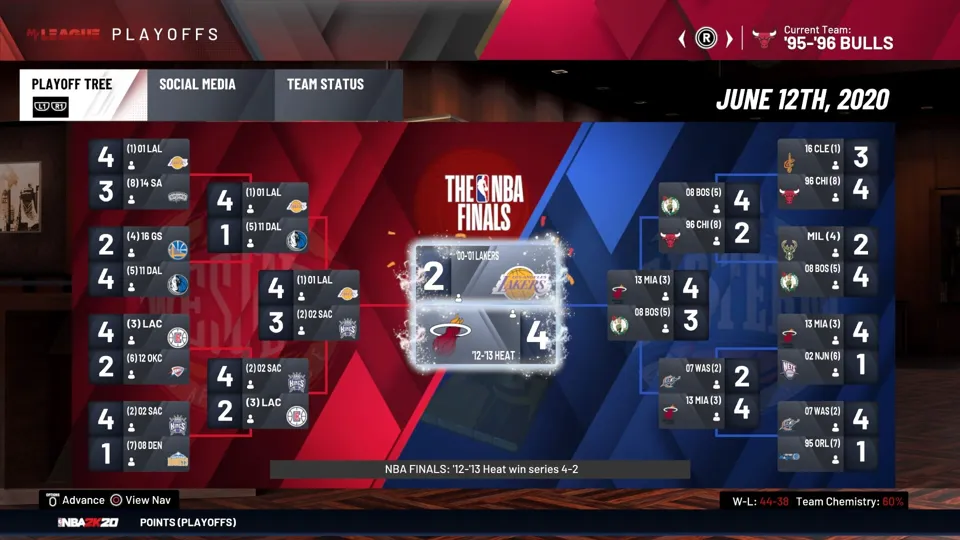 MyLEAGUE PLAYOFFS
R
Current Team:
'95-'96 BULLS
PLAYOFF TREE
L1 R1
SOCIAL MEDIA
TEAM STATUS
JUNE 12TH, 2020
4 (1) 01 LAL
3 (8) 14 SA
2 (4) 16 GS
4 (5) 11 DAL
4 (3) LAC
2 (6) 12 OKC
4 (2) 02 SAC
1 (7) 08 DEN
4 (1) 01 LAL
1 (5) 11 DAL
4 (2) 02 SAC
2 (3) LAC
4 (1) 01 LAL
3 (2) 02 SAC
THE NBA
FINALS
00-01 LAKERS
2
LAKERS
4
'12-'13 HEAT
13 MIA (3) 4
08 BOS (5) 3
08 BOS (5) 4
96 CHI (8) 2
07 WAS (2) 2
13 MIA (3) 4
16 CLE (1) 3
96 CHI (8) 4
MIL (4) 2
08 BOS (5) 4
13 MIA (3) 4
02 NJN (6) 1
07 WAS (2) 4
95 ORL (7) 1
NBA FINALS: '12-'13 Heat win series 4-2
Advance View Nav
W-L: 44-38 Team Chemistry: 60%
NBA2K20 POINTS (PLAYOFFS)